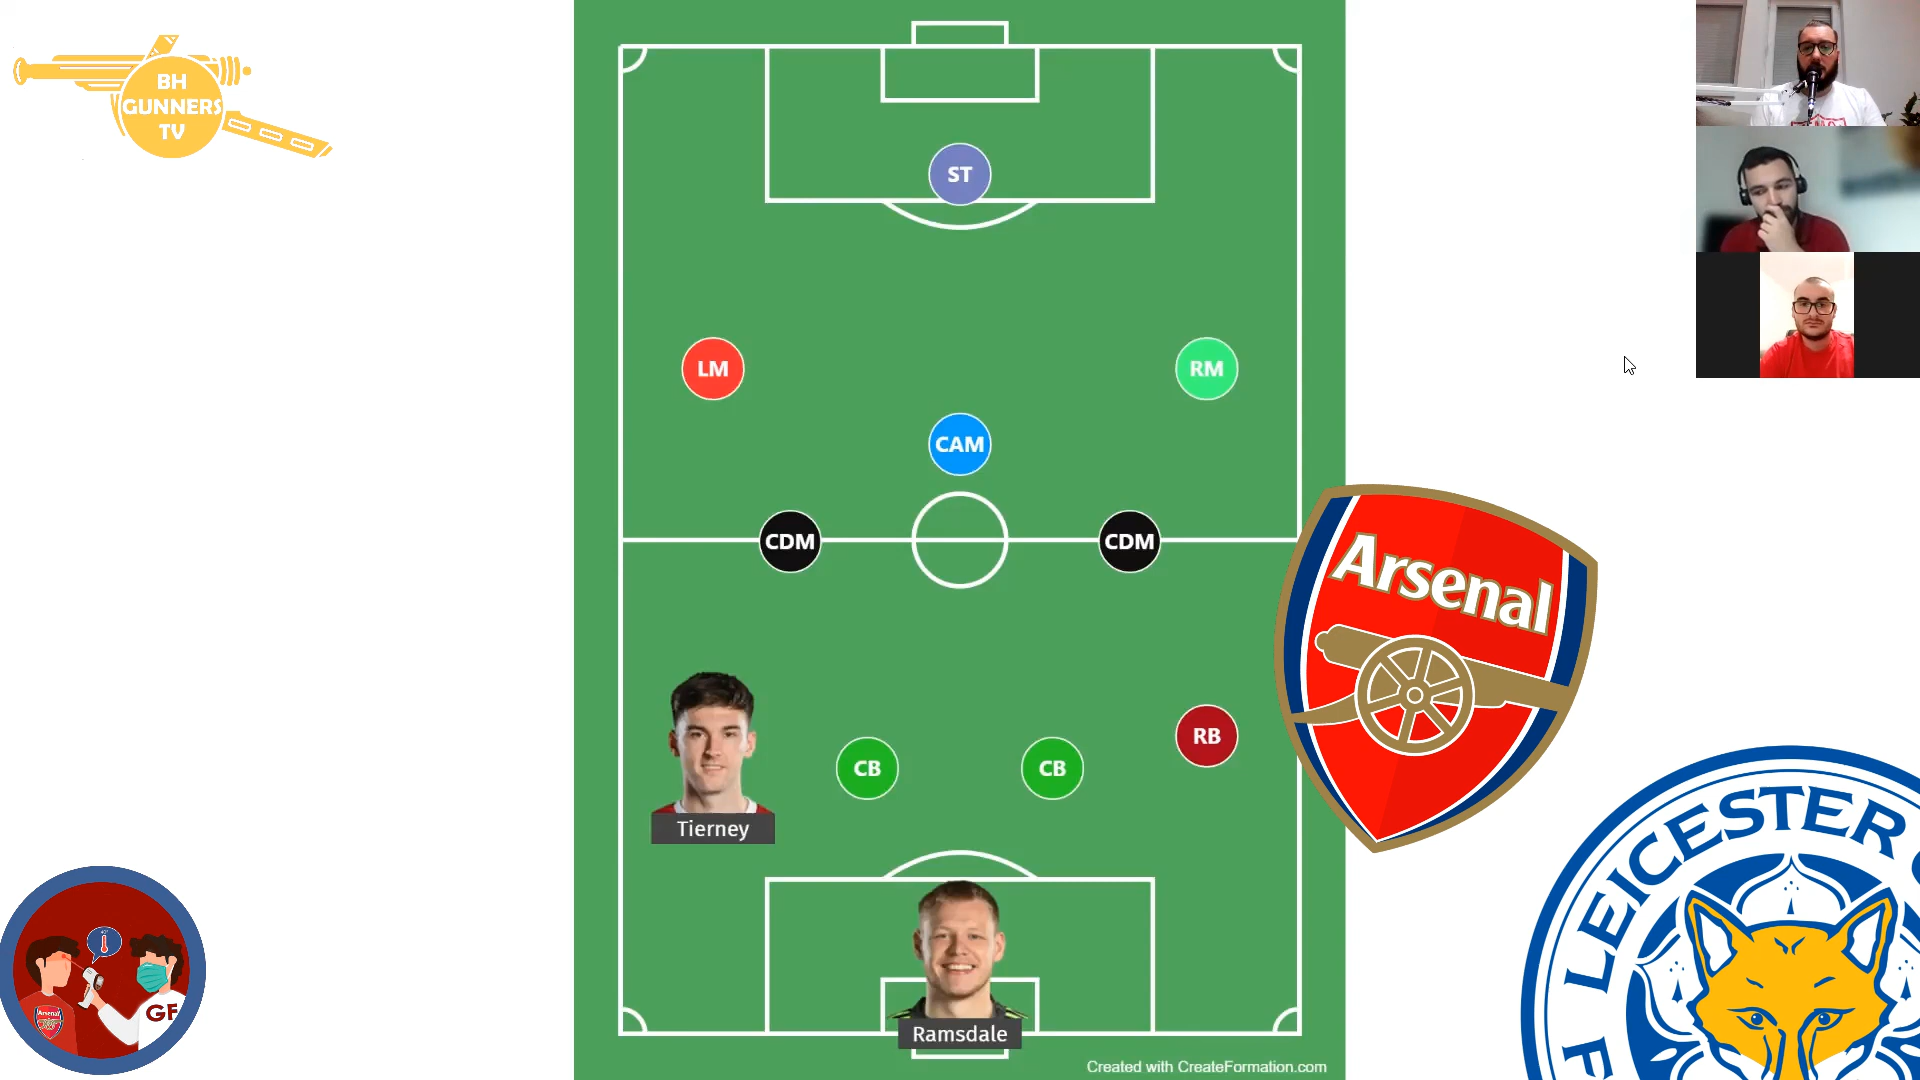 BH
GUNNERS
TV
ST
LM
RM
CAM
CDM
CDM
Arsenal
RB
CB
CB
Tierney
LEICESTER
Arsenal
GF
Ramsdale
Created with CreateFormation.com